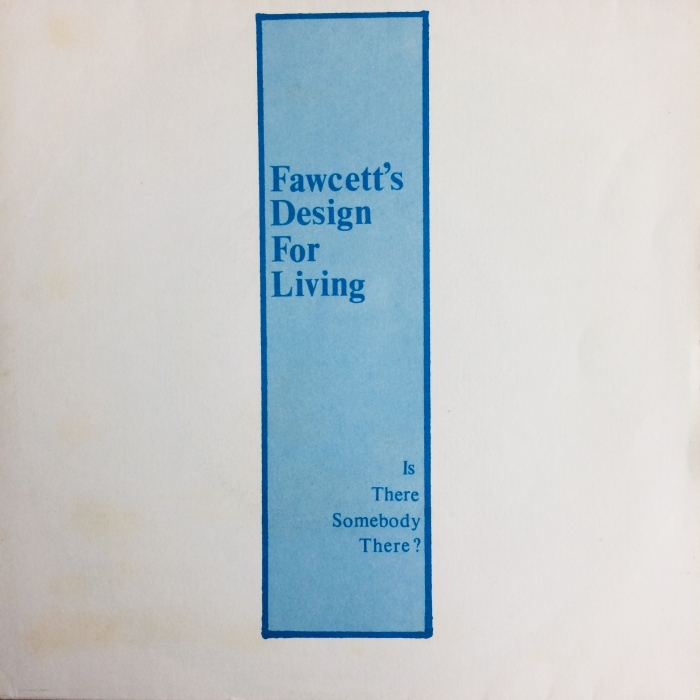 Fawcett's
Design
For
Living
Is
There
Somebody
There?